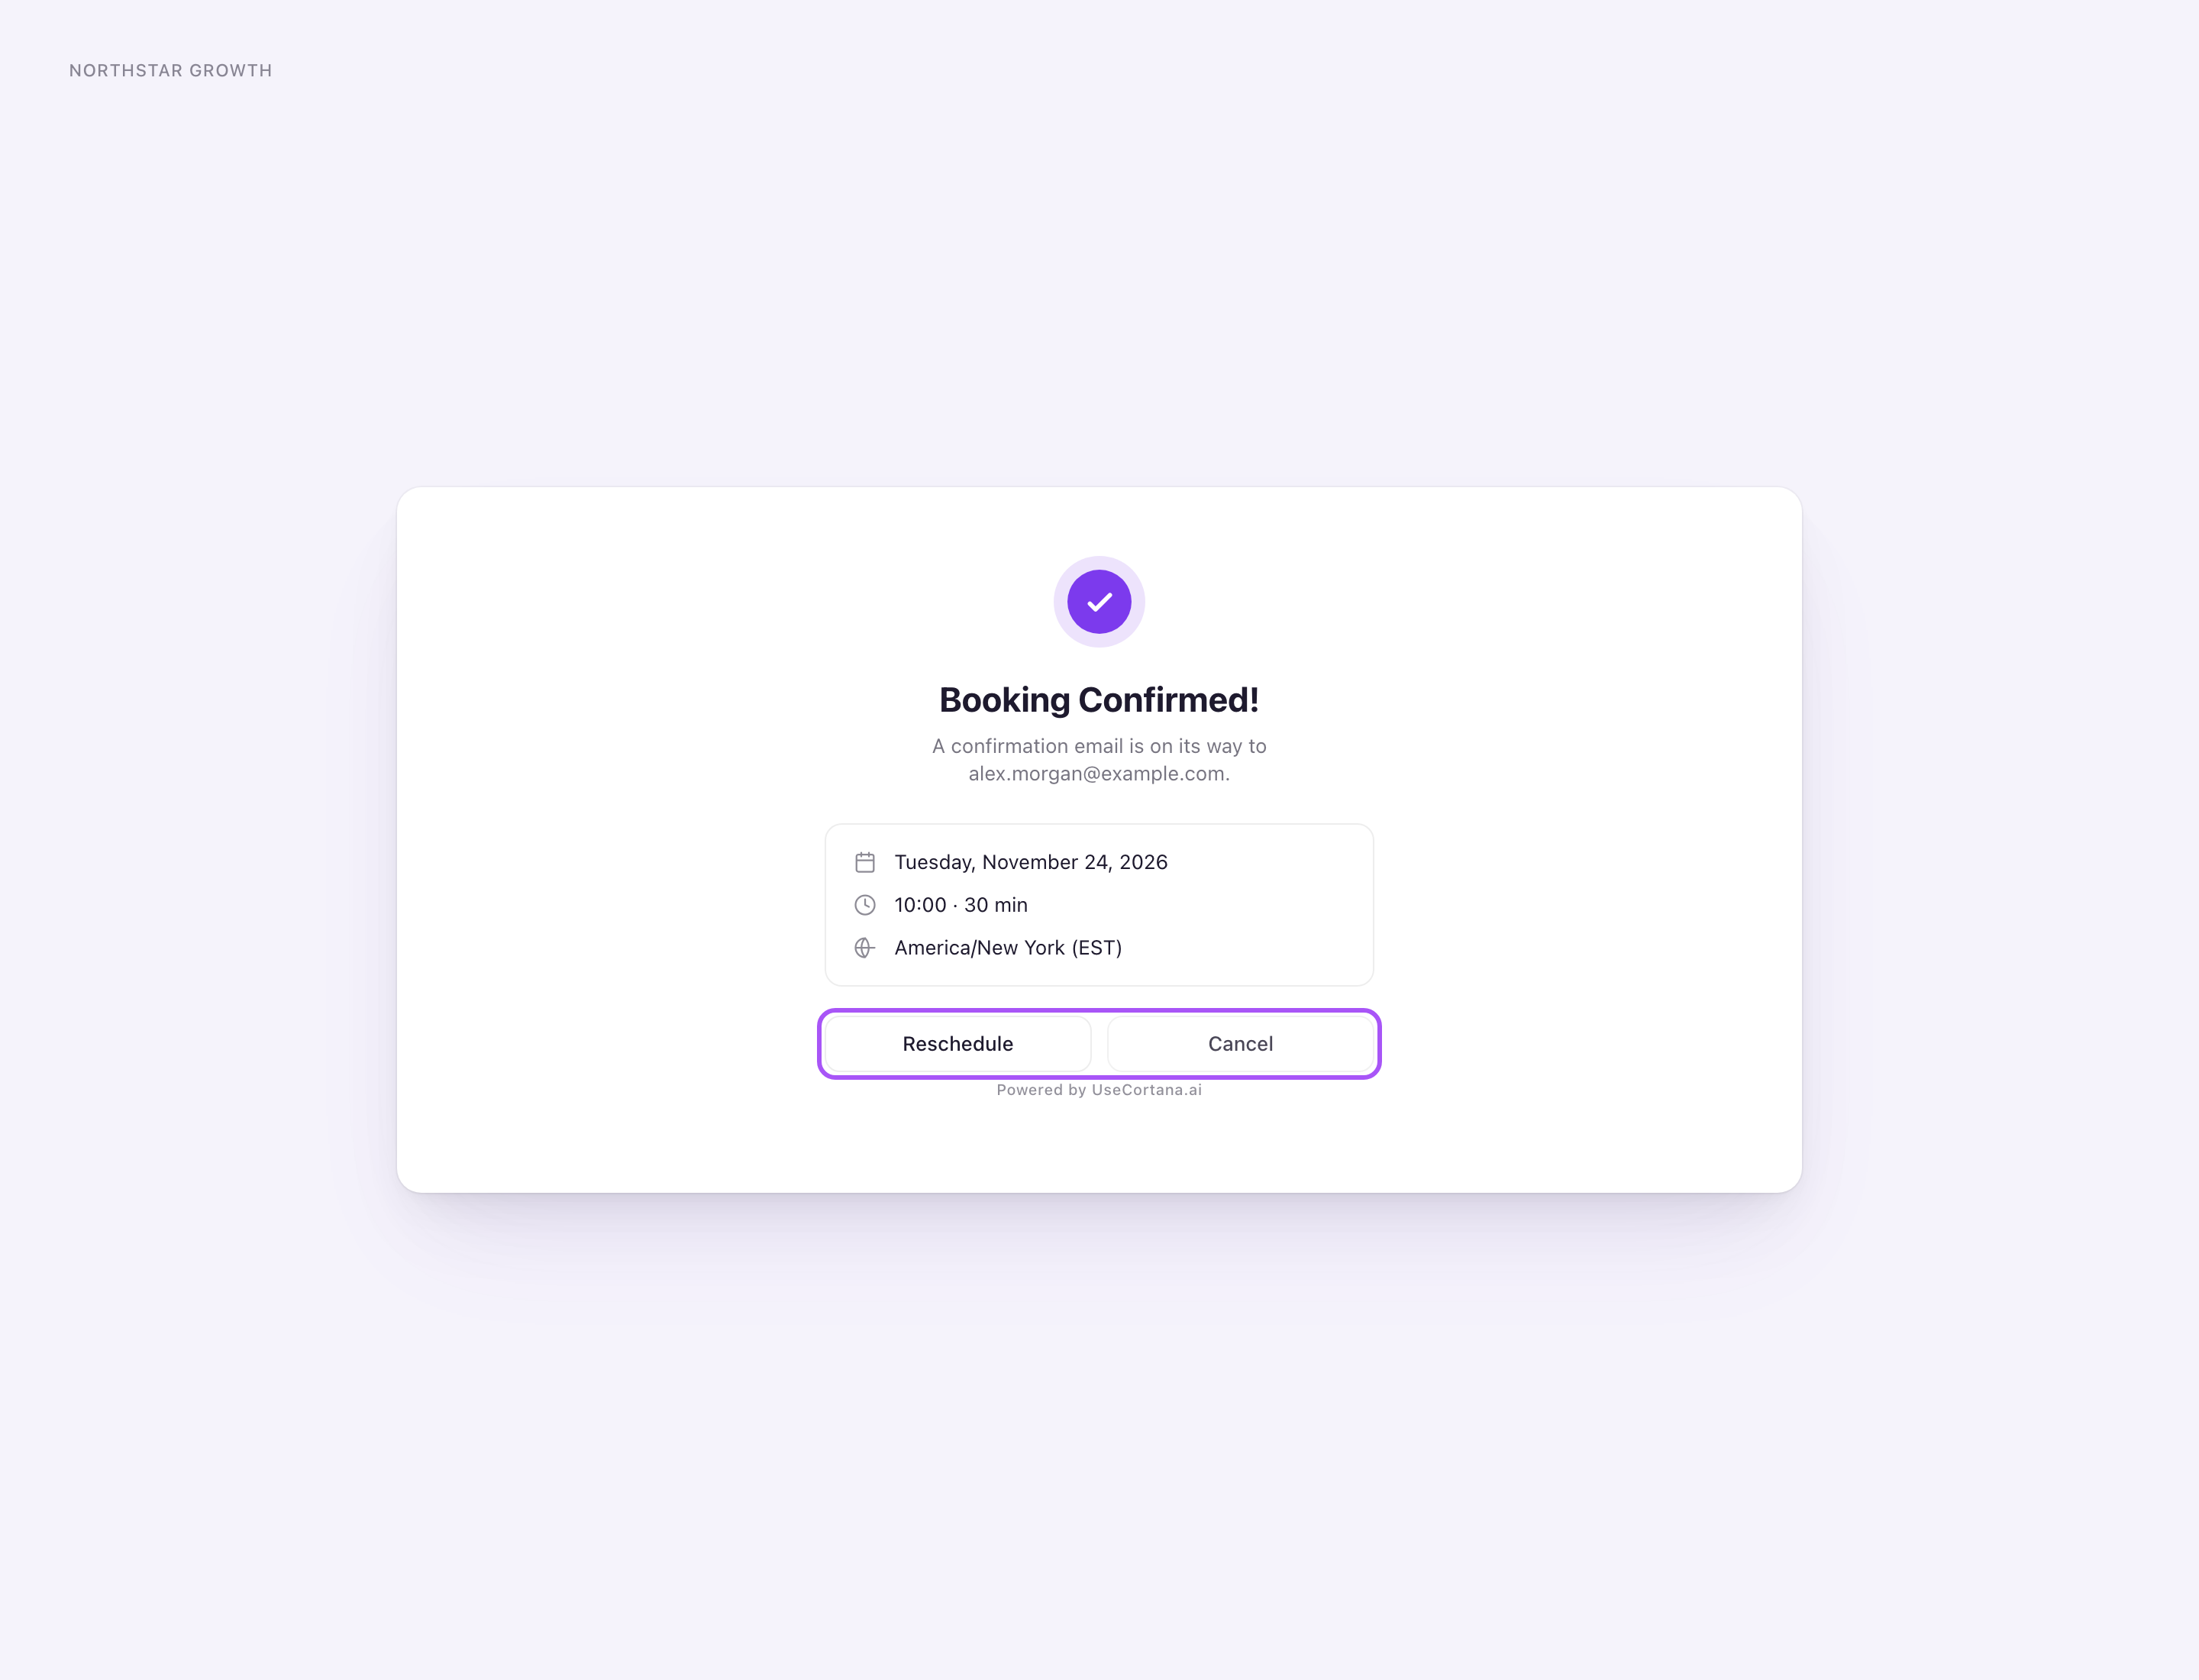 NORTHSTAR GROWTH
Booking Confirmed!
A confirmation email is on its way to
alex.morgan@example.com.
Tuesday, November 24, 2026
10:00 · 30 min
America/New York (EST)
Reschedule
Cancel
Powered by UseCortana.ai